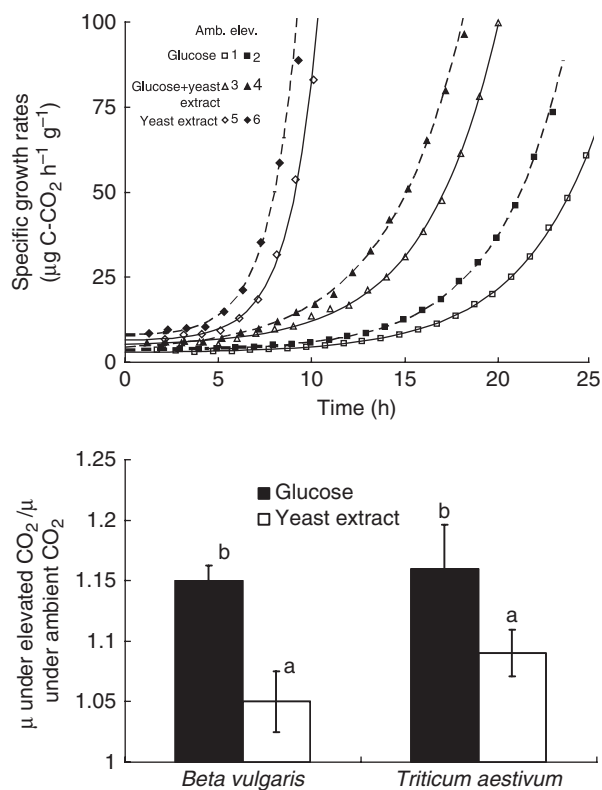 Specific growth rates
(µg C-CO₂ h⁻¹ g⁻¹)
100
75
50
25
0
Amb. elev.
Glucose □ 1 ■ 2
Glucose+yeast △ 3 ▲ 4
extract
Yeast extract ◇ 5 ◆ 6
0 5 10 15 20 25
Time (h)
µ under elevated CO₂ /µ
under ambient CO₂
1.25
1.2
1.15
1.1
1.05
1
Glucose
Yeast extract
b
a
b
a
Beta vulgaris
Triticum aestivum